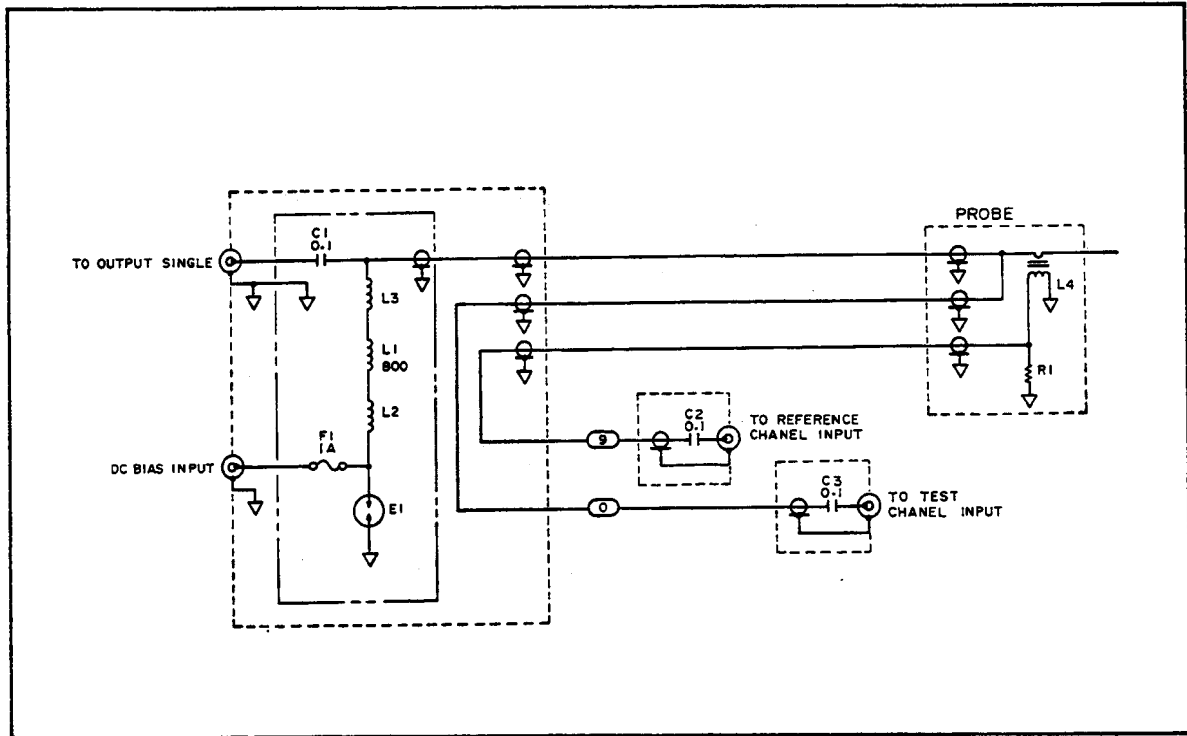 PROBE
C1
0.1
TO OUTPUT SINGLE
L3
L4
L1
800
R1
L2
C2
0.1
TO REFERENCE
CHANEL INPUT
F1
1A
9
DC BIAS INPUT
C3
0.1
E1
0
TO TEST
CHANEL INPUT